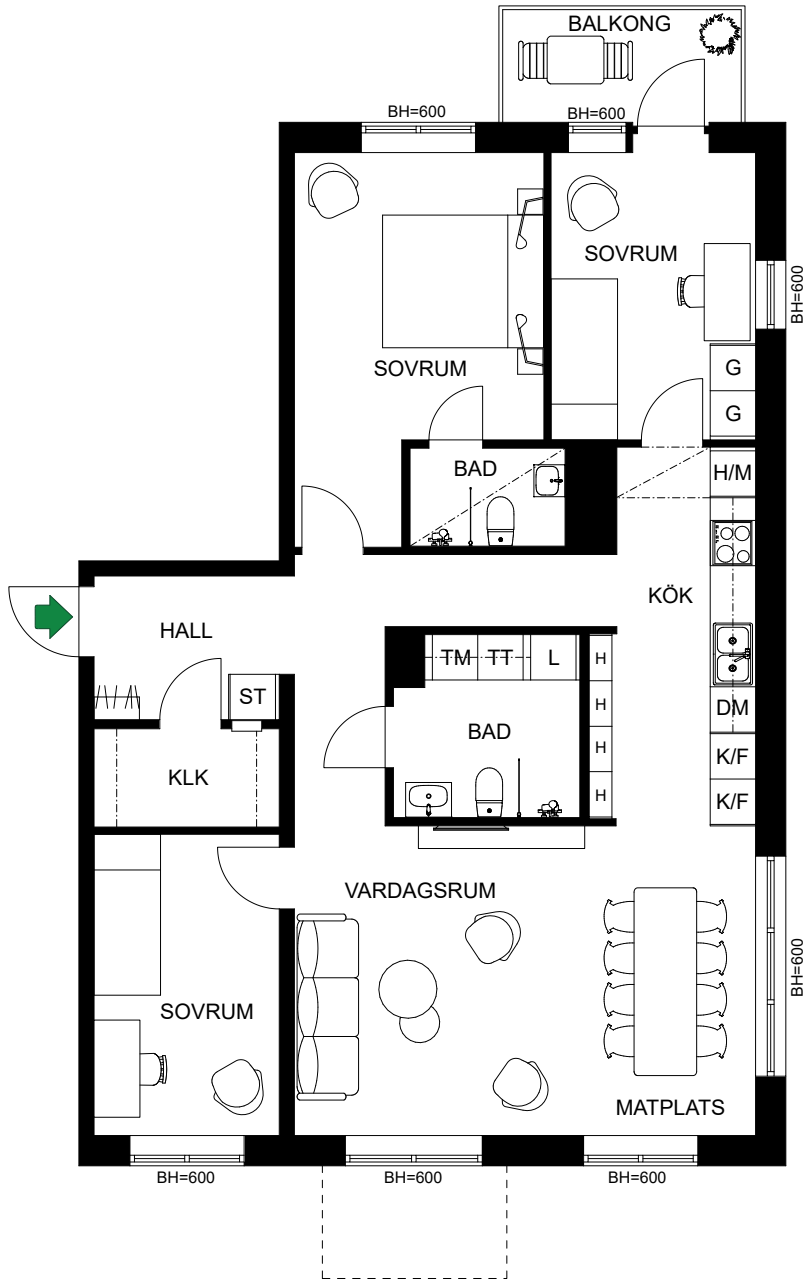 BALKONG
BH=600
BH=600
SOVRUM
BH=600
SOVRUM
G
G
BAD
H/M
KÖK
HALL
TM
TT
L
H
H
H
H
ST
DM
BAD
K/F
K/F
KLK
VARDAGSRUM
BH=600
SOVRUM
MATPLATS
BH=600
BH=600
BH=600